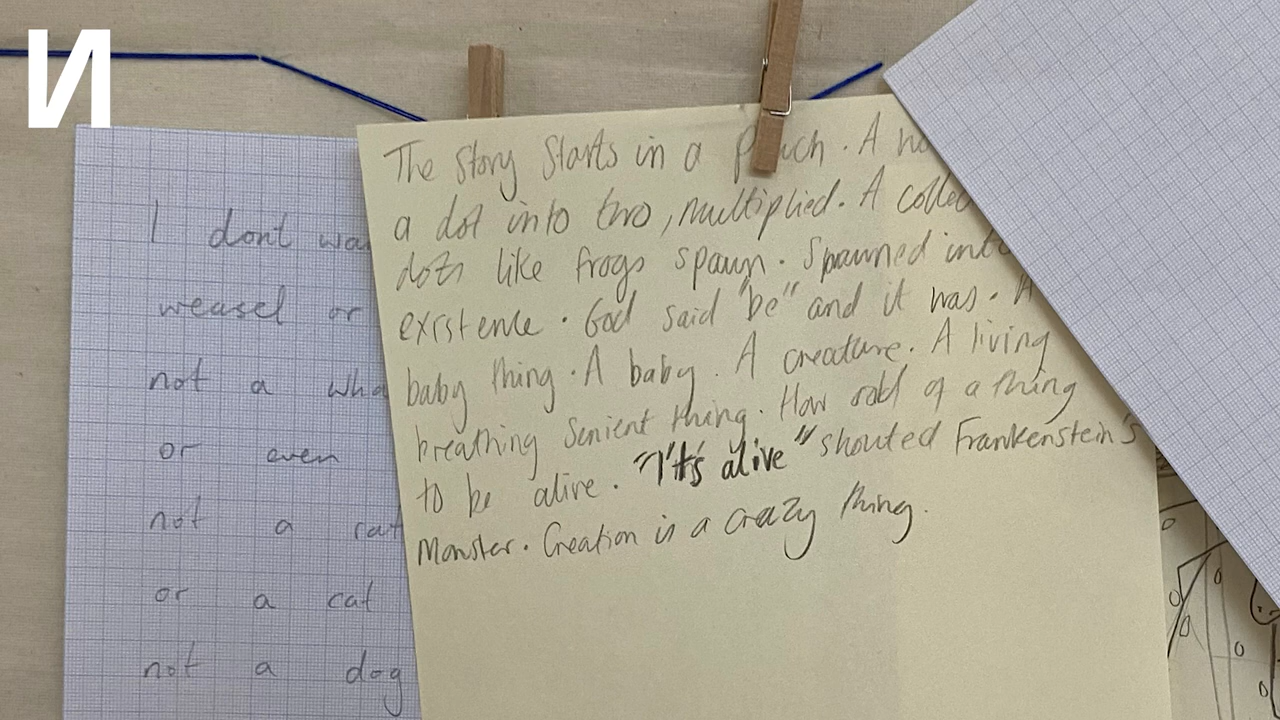 И
I dont
weasel or
not a
or even
not a
or a cat
not a dog
The Story Starts in a . A
a dot into two, multiplied. A
dots like frogs spawn. Spawned into
existence. God said "be" and it was. A
baby thing. A baby. A creature. A living
breathing Senient thing. How odd of a thing
to be alive. "It's alive" shouted Frankenstein's
Monster. Creation is a crazy thing.